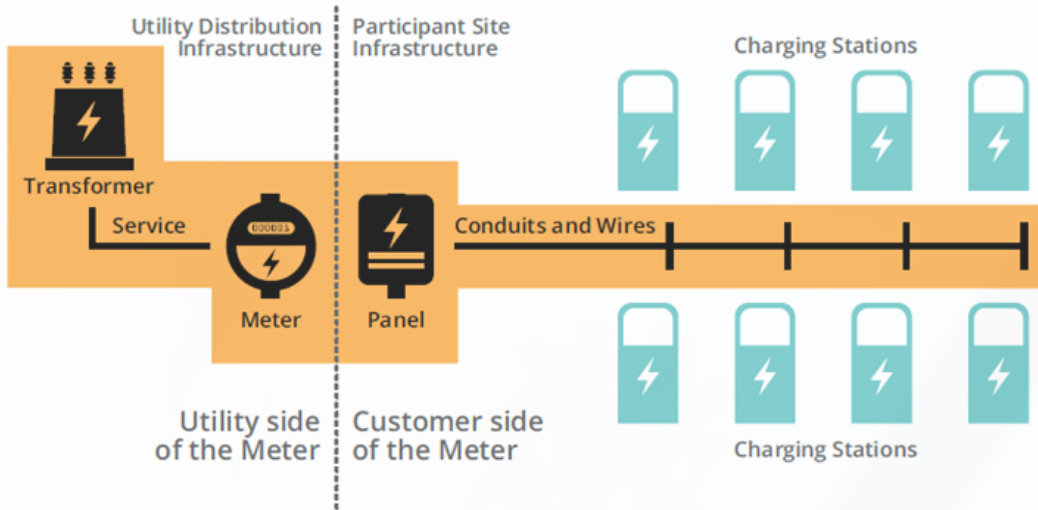 Utility Distribution
Infrastructure
Participant Site
Infrastructure
Charging Stations
Transformer
Service
000001
Conduits and Wires
Meter
Panel
Utility side
of the Meter
Customer side
of the Meter
Charging Stations